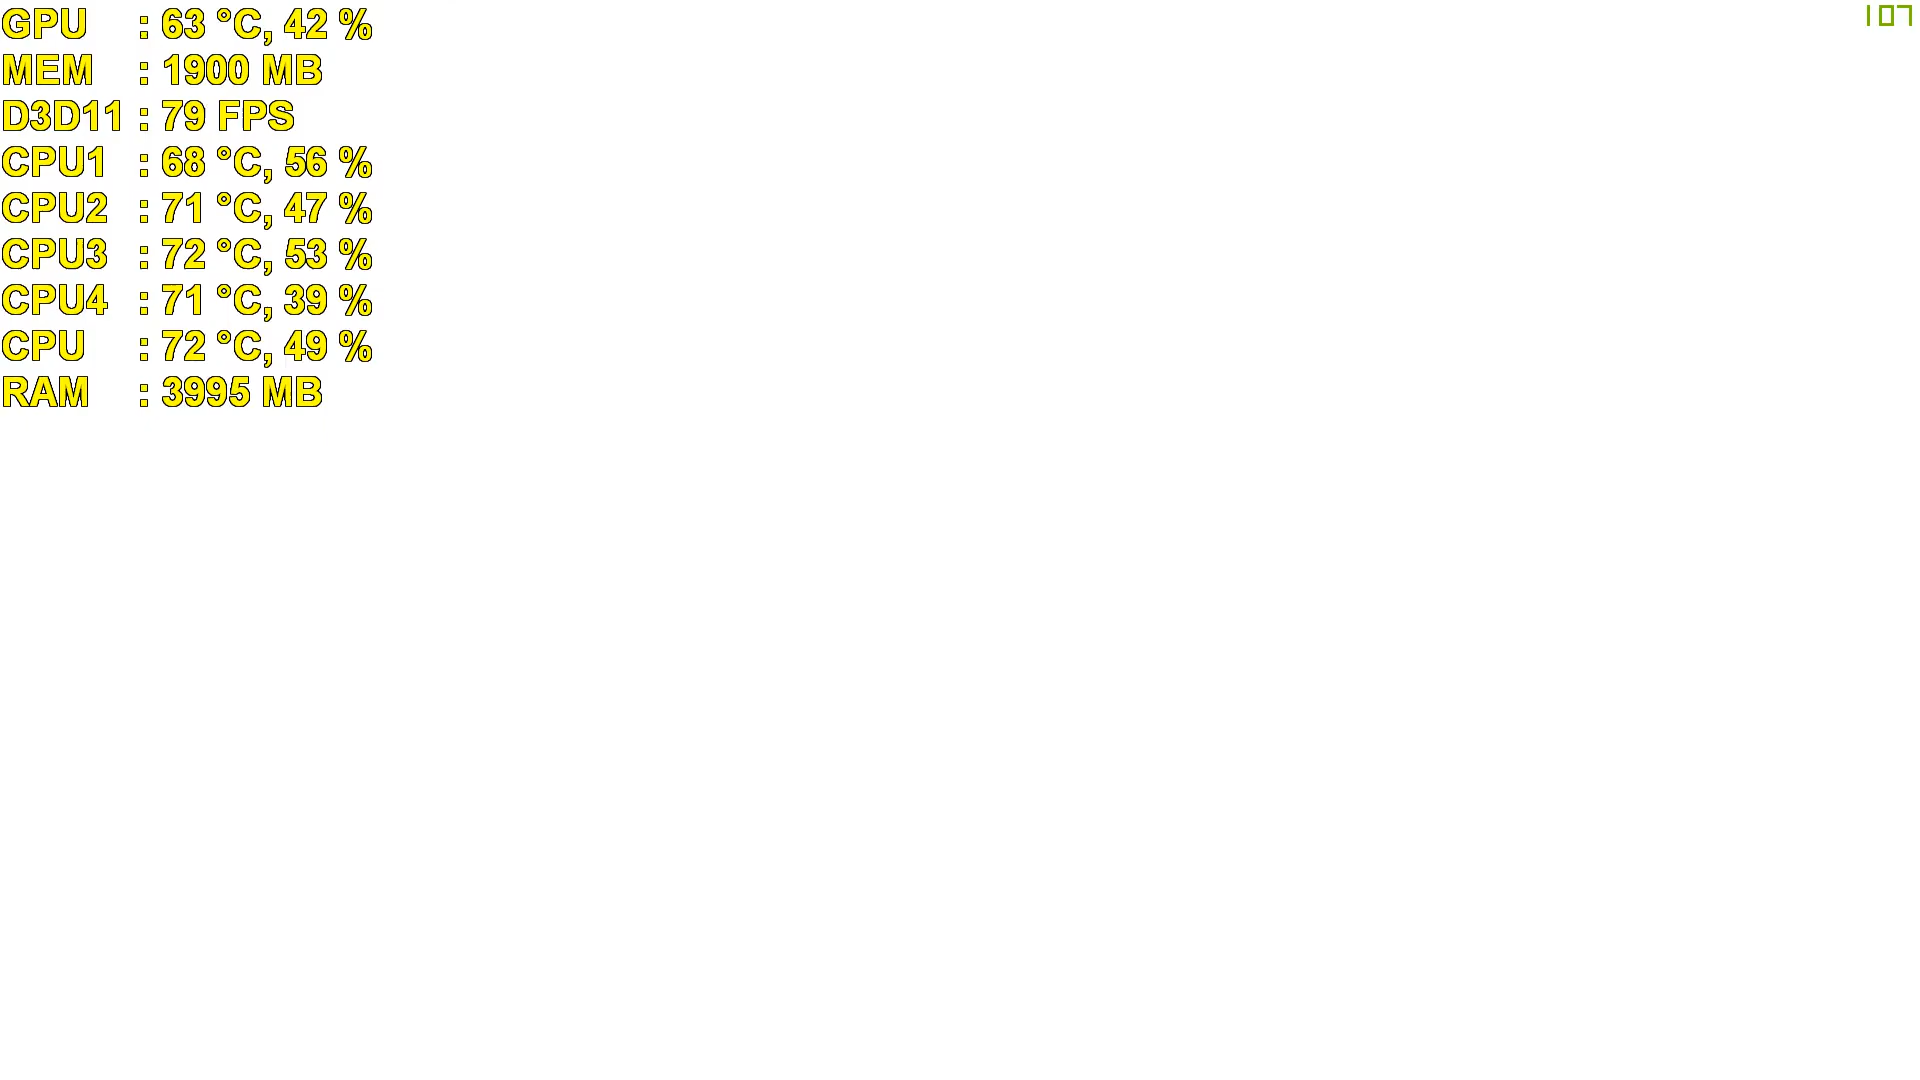 GPU : 63 °C, 42 %
107
MEM : 1900 MB
D3D11 : 79 FPS
CPU1 : 68 °C, 56 %
CPU2 : 71 °C, 47 %
CPU3 : 72 °C, 53 %
CPU4 : 71 °C, 39 %
CPU : 72 °C, 49 %
RAM : 3995 MB